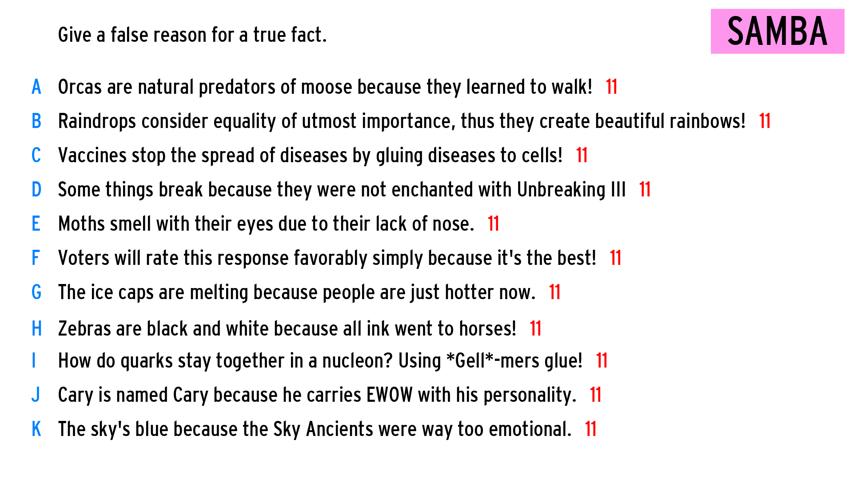 Give a false reason for a true fact.
SAMBA
A Orcas are natural predators of moose because they learned to walk! 11
B Raindrops consider equality of utmost importance, thus they create beautiful rainbows! 11
C Vaccines stop the spread of diseases by gluing diseases to cells! 11
D Some things break because they were not enchanted with Unbreaking III 11
E Moths smell with their eyes due to their lack of nose. 11
F Voters will rate this response favorably simply because it's the best! 11
G The ice caps are melting because people are just hotter now. 11
H Zebras are black and white because all ink went to horses! 11
I How do quarks stay together in a nucleon? Using *Gell*-mers glue! 11
J Cary is named Cary because he carries EWOW with his personality. 11
K The sky's blue because the Sky Ancients were way too emotional. 11